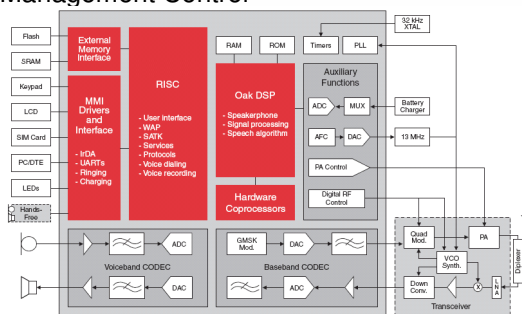 Management Control
32 kHz
XTAL
Flash
SRAM
Keypad
LCD
SIM Card
PC/DTE
LEDs
Hands-
Free
External
Memory
Interface
MMI
Drivers
and
Interface
- IrDA
- UARTs
- Ringing
- Charging
RISC
- User interface
- WAP
- SATK
- Services
- Protocols
- Voice dialing
- Voice recording
RAM
ROM
Oak DSP
- Speakerphone
- Signal processing
- Speech algorithm
Hardware
Coprocessors
Timers
PLL
Auxiliary
Functions
ADC
MUX
AFC
DAC
PA Control
Digital RF
Control
Battery
Charger
13 MHz
ADC
Voiceband CODEC
DAC
GMSK
Mod.
DAC
Baseband CODEC
ADC
Quad
Mod.
PA
VCO
Synth.
Down
Conv.
X
LNA
Transceiver
Diplexer